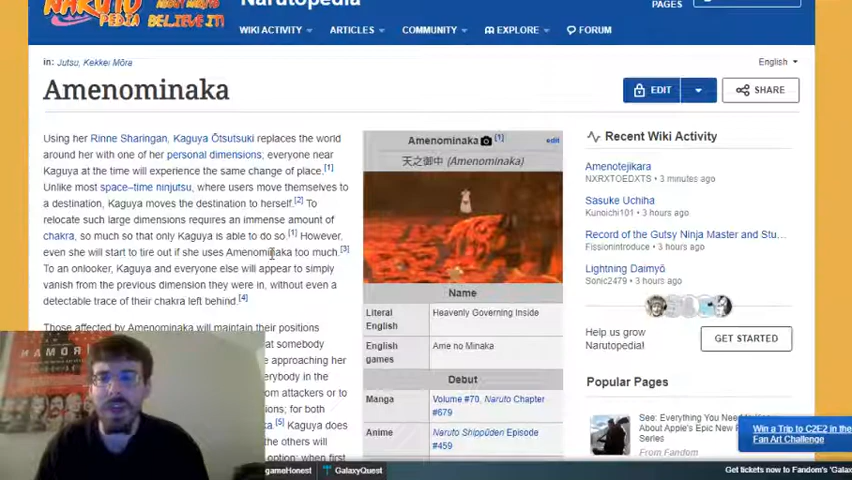 NARUTO
PEDIA BELIEVE IT!
Narutopedia
PAGES
WIKI ACTIVITY
ARTICLES
COMMUNITY
EXPLORE
FORUM
in: Jutsu, Kekkei Mōra
English
Amenominaka
EDIT
SHARE
Using her Rinne Sharingan, Kaguya Ōtsutsuki replaces the world
around her with one of her personal dimensions; everyone near
Kaguya at the time will experience the same change of place.[1]
Unlike most space–time ninjutsu, where users move themselves to
a destination, Kaguya moves the destination to herself.[2] To
relocate such large dimensions requires an immense amount of
chakra, so much so that only Kaguya is able to do so.[1] However,
even she will start to tire out if she uses Amenominaka too much.[3]
To an onlooker, Kaguya and everyone else will appear to simply
vanish from the previous dimension they were in, without even a
detectable trace of their chakra left behind.[4]
Those affected by Amenominaka will maintain their positions
at somebody
e approaching her
erybody in the
om attackers or to
ions; for both
ka.[5] Kaguya does
the others will
option; when first
Amenominaka [1]
edit
天之御中 (Amenominaka)
Name
Literal English
Heavenly Governing Inside
English games
Ame no Minaka
Debut
Manga
Volume #70, Naruto Chapter
#679
Anime
Naruto Shippūden Episode
#459
Recent Wiki Activity
Amenotejikara
NXRXTOEDXTS • 3 minutes ago
Sasuke Uchiha
Kunoichi101 • 3 hours ago
Record of the Gutsy Ninja Master and Stu…
Fissionintroduce • 3 hours ago
Lightning Daimyō
Sonic2479 • 3 hours ago
Help us grow
Narutopedia!
GET STARTED
Popular Pages
See: Everything You Need to Know
About Apple's Epic New
Series
From Fandom
Win a Trip to C2E2 in the
Fan Art Challenge
gameHonest
GalaxyQuest
Get tickets now to Fandom's 'Galax